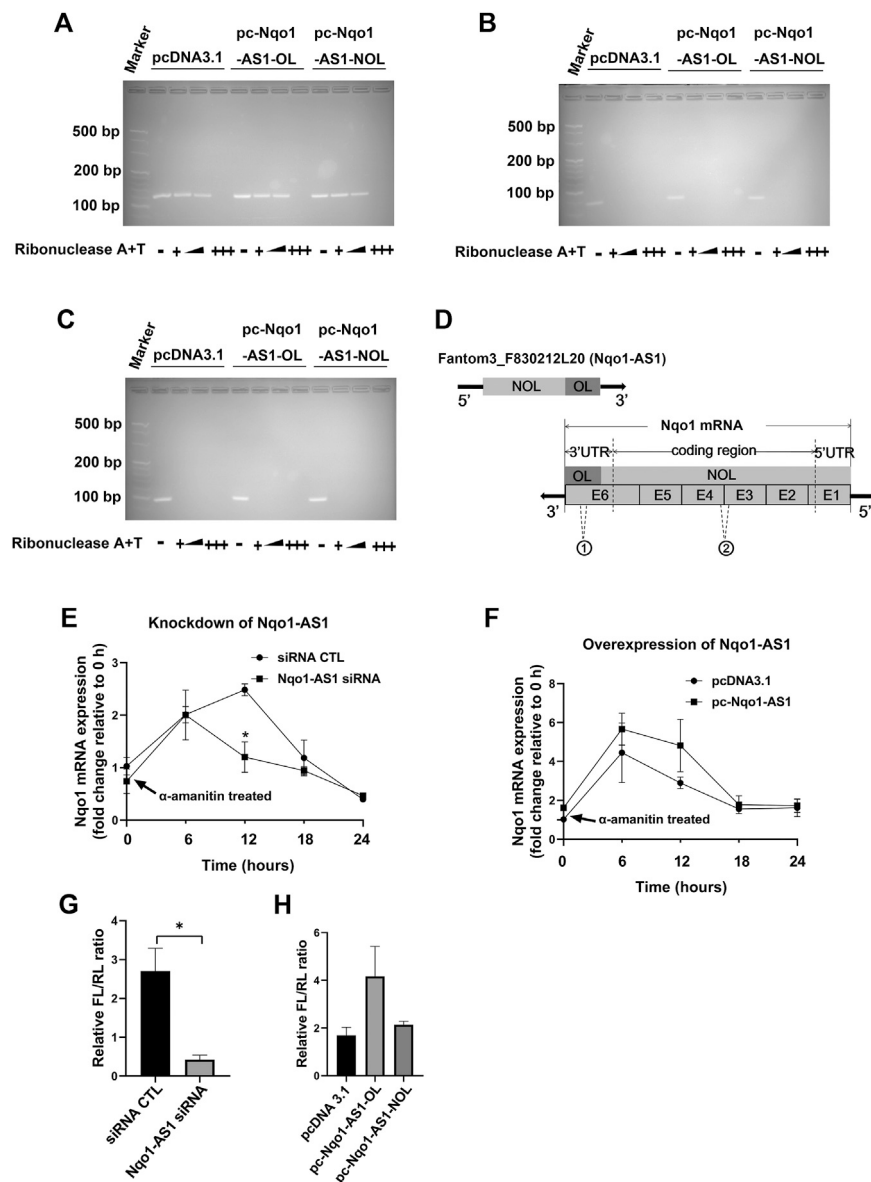 A
Marker
pcDNA3.1
pc-Nqo1
-AS1-OL
pc-Nqo1
-AS1-NOL
500 bp
200 bp
100 bp
Ribonuclease A+T
- + +++ - + +++ - + +++
B
Marker
pcDNA3.1
pc-Nqo1
-AS1-OL
pc-Nqo1
-AS1-NOL
500 bp
200 bp
100 bp
Ribonuclease A+T
- + +++ - + +++ - + +++
C
Marker
pcDNA3.1
pc-Nqo1
-AS1-OL
pc-Nqo1
-AS1-NOL
500 bp
200 bp
100 bp
Ribonuclease A+T
- + +++ - + +++ - + +++
D
Fantom3_F830212L20 (Nqo1-AS1)
NOL OL
5’ 3’
Nqo1 mRNA
3’UTR coding region 5’UTR
OL NOL
E6 E5 E4 E3 E2 E1
3’ 5’
① ②
E
Knockdown of Nqo1-AS1
siRNA CTL
Nqo1-AS1 siRNA
Nqo1 mRNA expression
(fold change relative to 0 h)
3
2
1
0
*
α-amanitin treated
0 6 12 18 24
Time (hours)
F
Overexpression of Nqo1-AS1
pcDNA3.1
pc-Nqo1-AS1
Nqo1 mRNA expression
(fold change relative to 0 h)
8
6
4
2
0
α-amanitin treated
0 6 12 18 24
Time (hours)
G
Relative FL/RL ratio
4
3
2
1
0
*
siRNA CTL
Nqo1-AS1 siRNA
H
Relative FL/RL ratio
6
4
2
0
pcDNA 3.1
pc-Nqo1-AS1-OL
pc-Nqo1-AS1-NOL